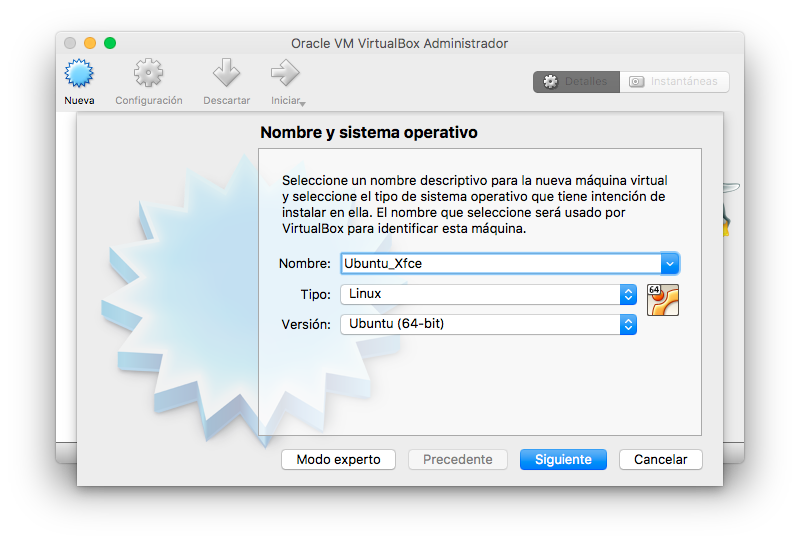 Oracle VM VirtualBox Administrador
Nueva
Configuración
Descartar
Iniciar
Detalles
Instantáneas
Nombre y sistema operativo
Seleccione un nombre descriptivo para la nueva máquina virtual
y seleccione el tipo de sistema operativo que tiene intención de
instalar en ella. El nombre que seleccione será usado por
VirtualBox para identificar esta máquina.
Nombre: Ubuntu_Xfce
Tipo: Linux
64
Versión: Ubuntu (64-bit)
Modo experto
Precedente
Siguiente
Cancelar